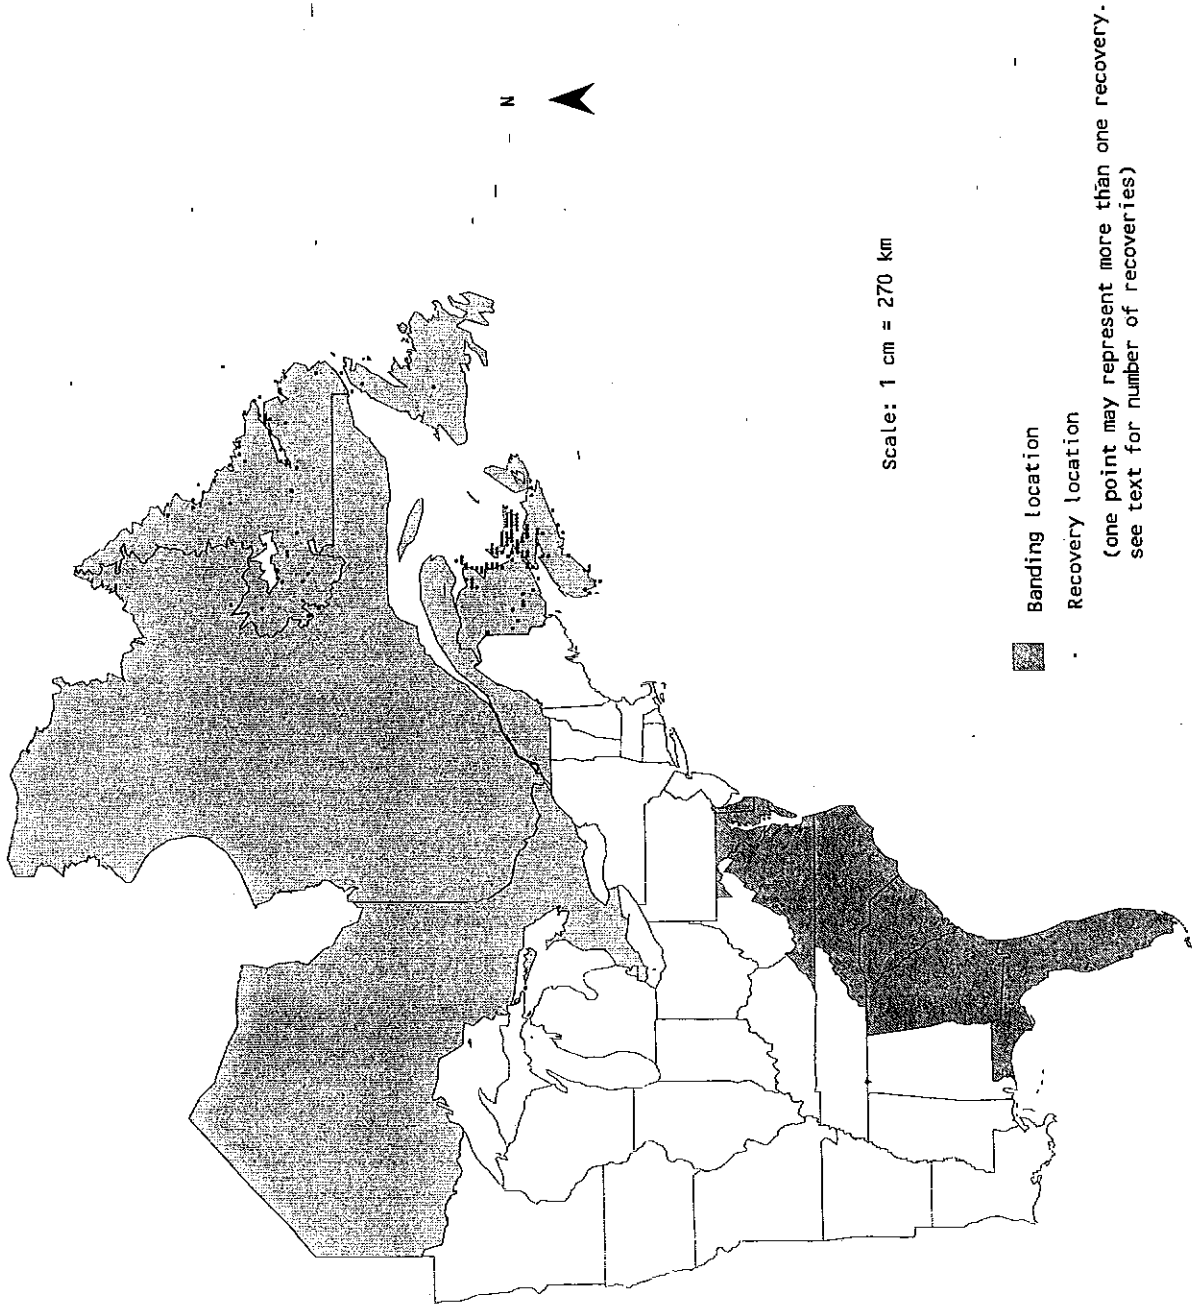 N
Scale: 1 cm = 270 km
Banding location
Recovery location
(one point may represent more than one recovery.
see text for number of recoveries)